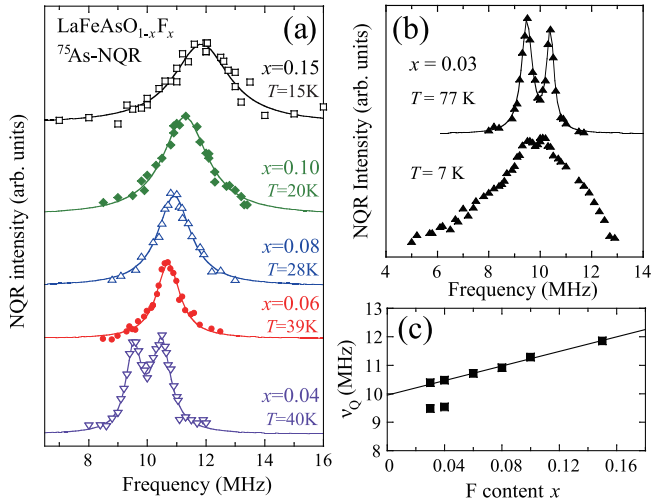 (a)
LaFeAsO1-xFx
75As-NQR
x=0.15
T=15K
x=0.10
T=20K
x=0.08
T=28K
x=0.06
T=39K
x=0.04
T=40K
NQR intensity (arb. units)
8 10 12 14 16
Frequency (MHz)
(b)
x = 0.03
T = 77 K
T = 7 K
NQR Intensity (arb. units)
4 6 8 10 12 14
Frequency (MHz)
(c)
13
12
11
10
9
8
νQ (MHz)
0 0.04 0.08 0.12 0.16
F content x